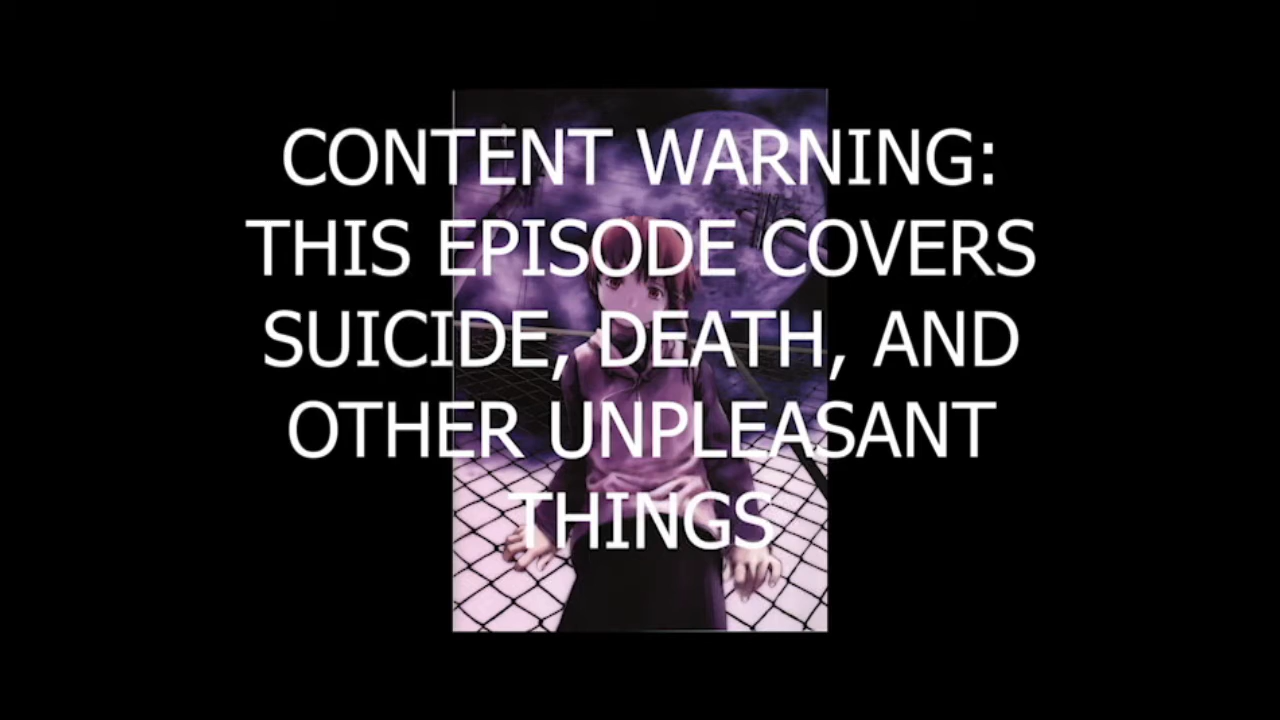 CONTENT WARNING:
THIS EPISODE COVERS
SUICIDE, DEATH, AND
OTHER UNPLEASANT
THINGS